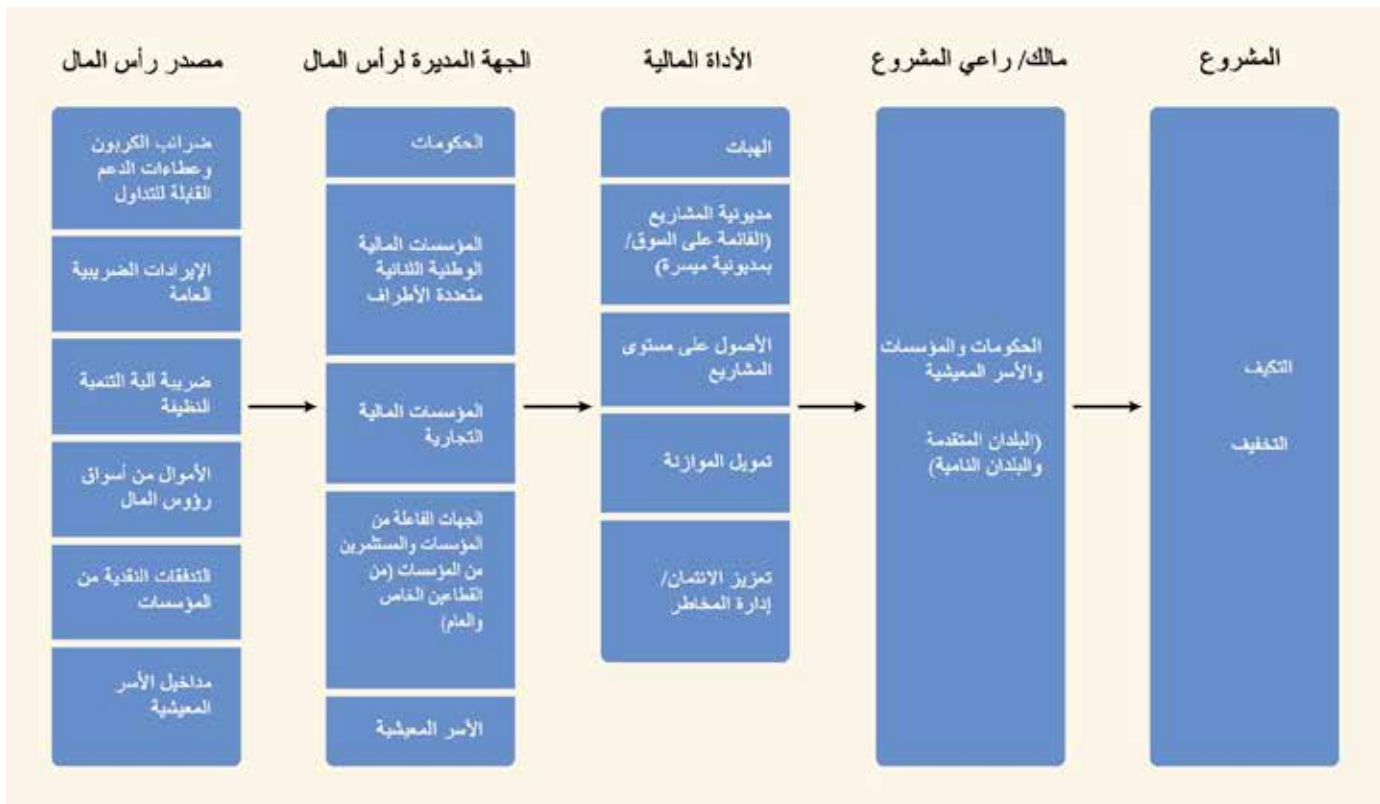 مصدر رأس المال
ضرائب الكربون
وعطاءات الدعم
القابلة للتداول
الإيرادات الضريبية
العامة
ضريبة آلية التنمية
النظيفة
الأموال من أسواق
رؤوس المال
التدفقات النقدية من
المؤسسات
مداخيل الأسر
المعيشية
الجهة المديرة لرأس المال
الحكومات
المؤسسات المالية
الوطنية الثنائية
متعددة الأطراف
المؤسسات المالية
التجارية
الجهات الفاعلة من
المؤسسات والمستثمرين
من المؤسسات (من
القطاعين الخاص
والعام)
الأسر المعيشية
الأداة المالية
الهبات
مديونية المشاريع
(القائمة على السوق/
بمديونية ميسرة)
الأصول على مستوى
المشاريع
تمويل الموازنة
تعزيز الائتمان/
إدارة المخاطر
مالك/ راعي المشروع
الحكومات والمؤسسات
والأسر المعيشية
(البلدان المتقدمة
والبلدان النامية)
المشروع
التكيف
التخفيف